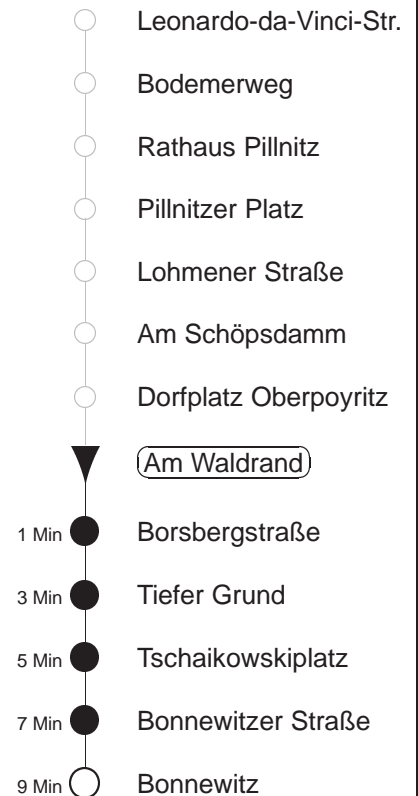 Leonardo-da-Vinci-Str.
Bodemerweg
Rathaus Pillnitz
Pillnitzer Platz
Lohmener Straße
Am Schöpsdamm
Dorfplatz Oberpoyritz
Am Waldrand
1 Min Borsbergstraße
3 Min Tiefer Grund
5 Min Tschaikowskiplatz
7 Min Bonnewitzer Straße
9 Min Bonnewitz